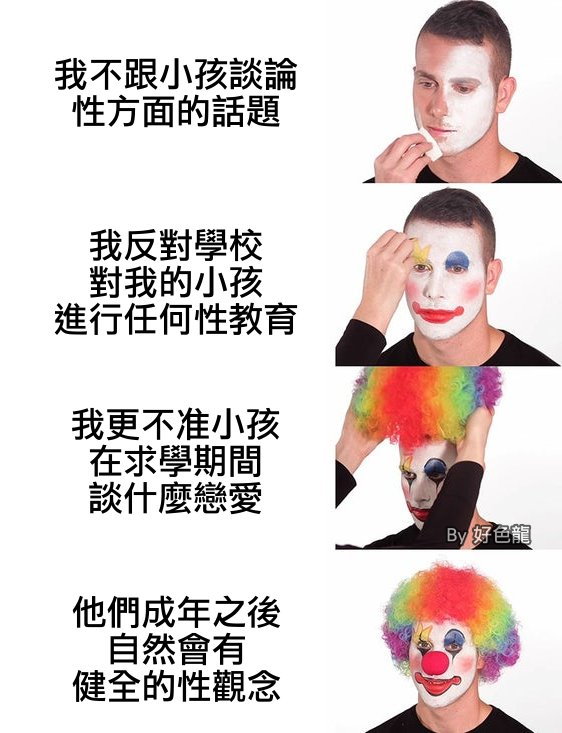 我不跟小孩談論
性方面的話題
我反對學校
對我的小孩
進行任何性教育
我更不准小孩
在求學期間
談什麼戀愛
By 好色龍
他們成年之後
自然會有
健全的性觀念